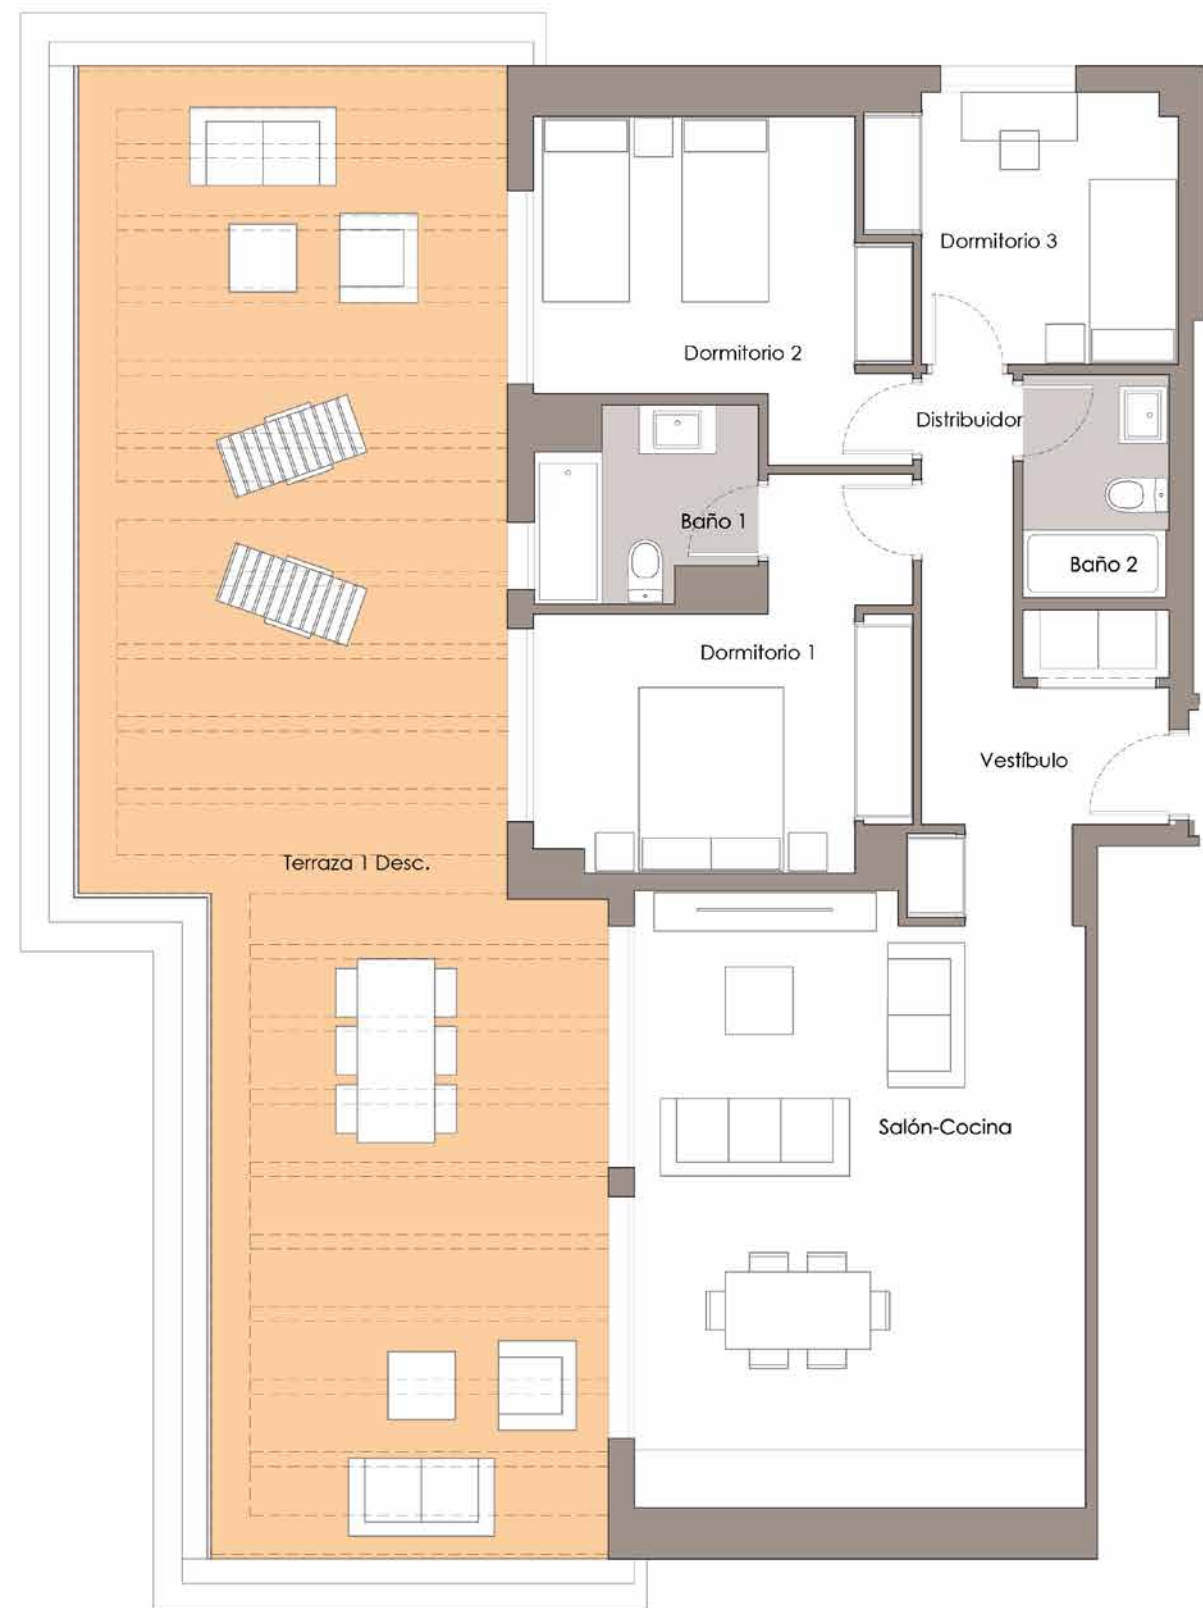 Dormitorio 3
Dormitorio 2
Distribuidor
Baño 1
Baño 2
Dormitorio 1
Vestíbulo
Terraza 1 Desc.
Salón-Cocina